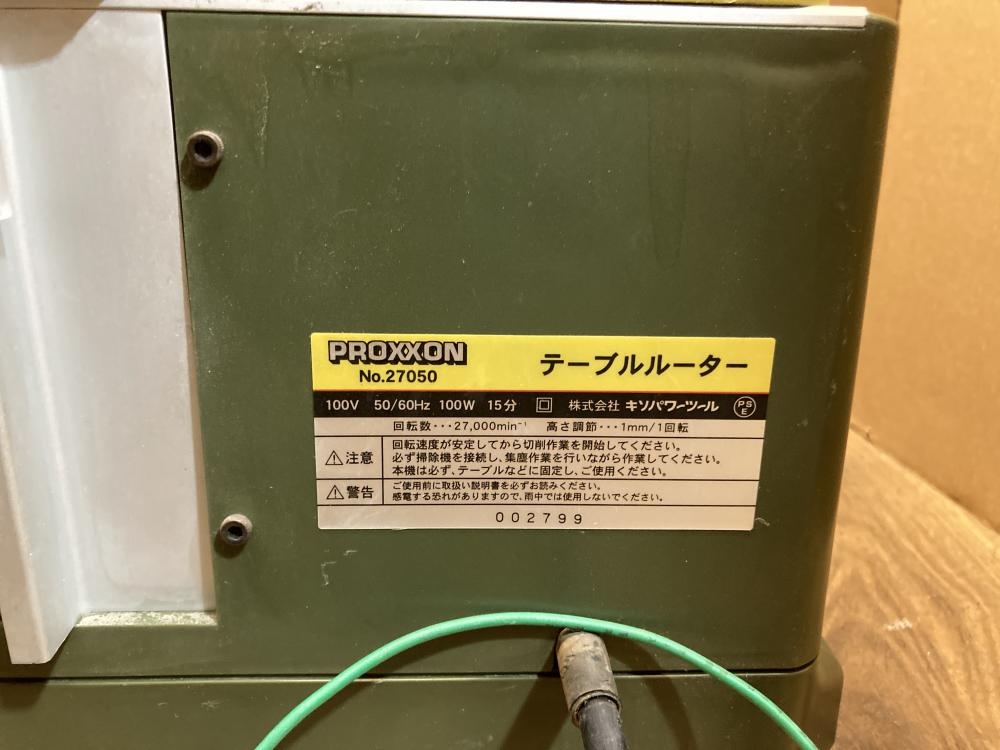 PROXXON
No.27050
テーブルルーター
100V 50/60Hz 100W 15分 株式会社 キソパワーツール PSE
回転数･･･27,000min⁻¹ 高さ調節･･･1mm/1回転
注意
回転速度が安定してから切削作業を開始してください。
必ず掃除機を接続し、集塵作業を行いながら作業してください。
本機は必ず、テーブルなどに固定し、ご使用ください。
警告
ご使用前に取扱い説明書を必ずお読みください。
感電する恐れがありますので、雨中では使用しないでください。
002799